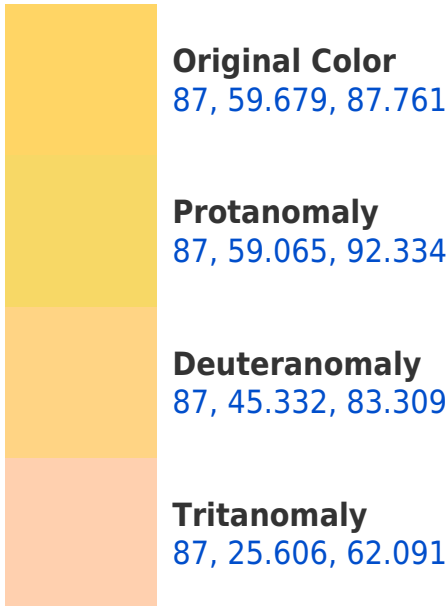 Original Color
87, 59.679, 87.761
Protanomaly
87, 59.065, 92.334
Deuteranomaly
87, 45.332, 83.309
Tritanomaly
87, 25.606, 62.091